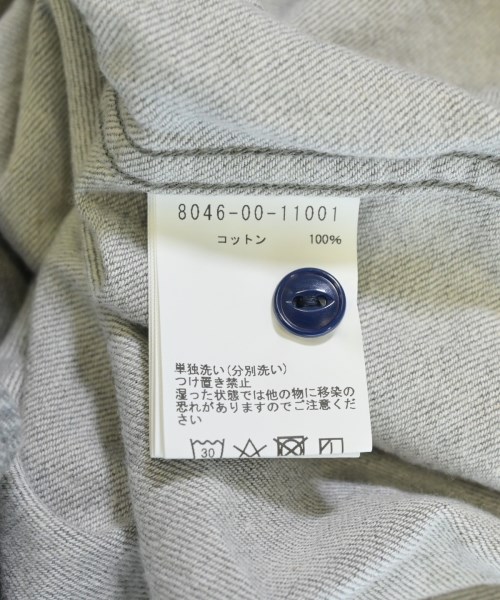 8046-00-11001
コットン 100%
単独洗い(分別洗い)
つけ置き禁止
湿った状態では他の物に移染の
恐れがありますのでご注意くだ
さい
30